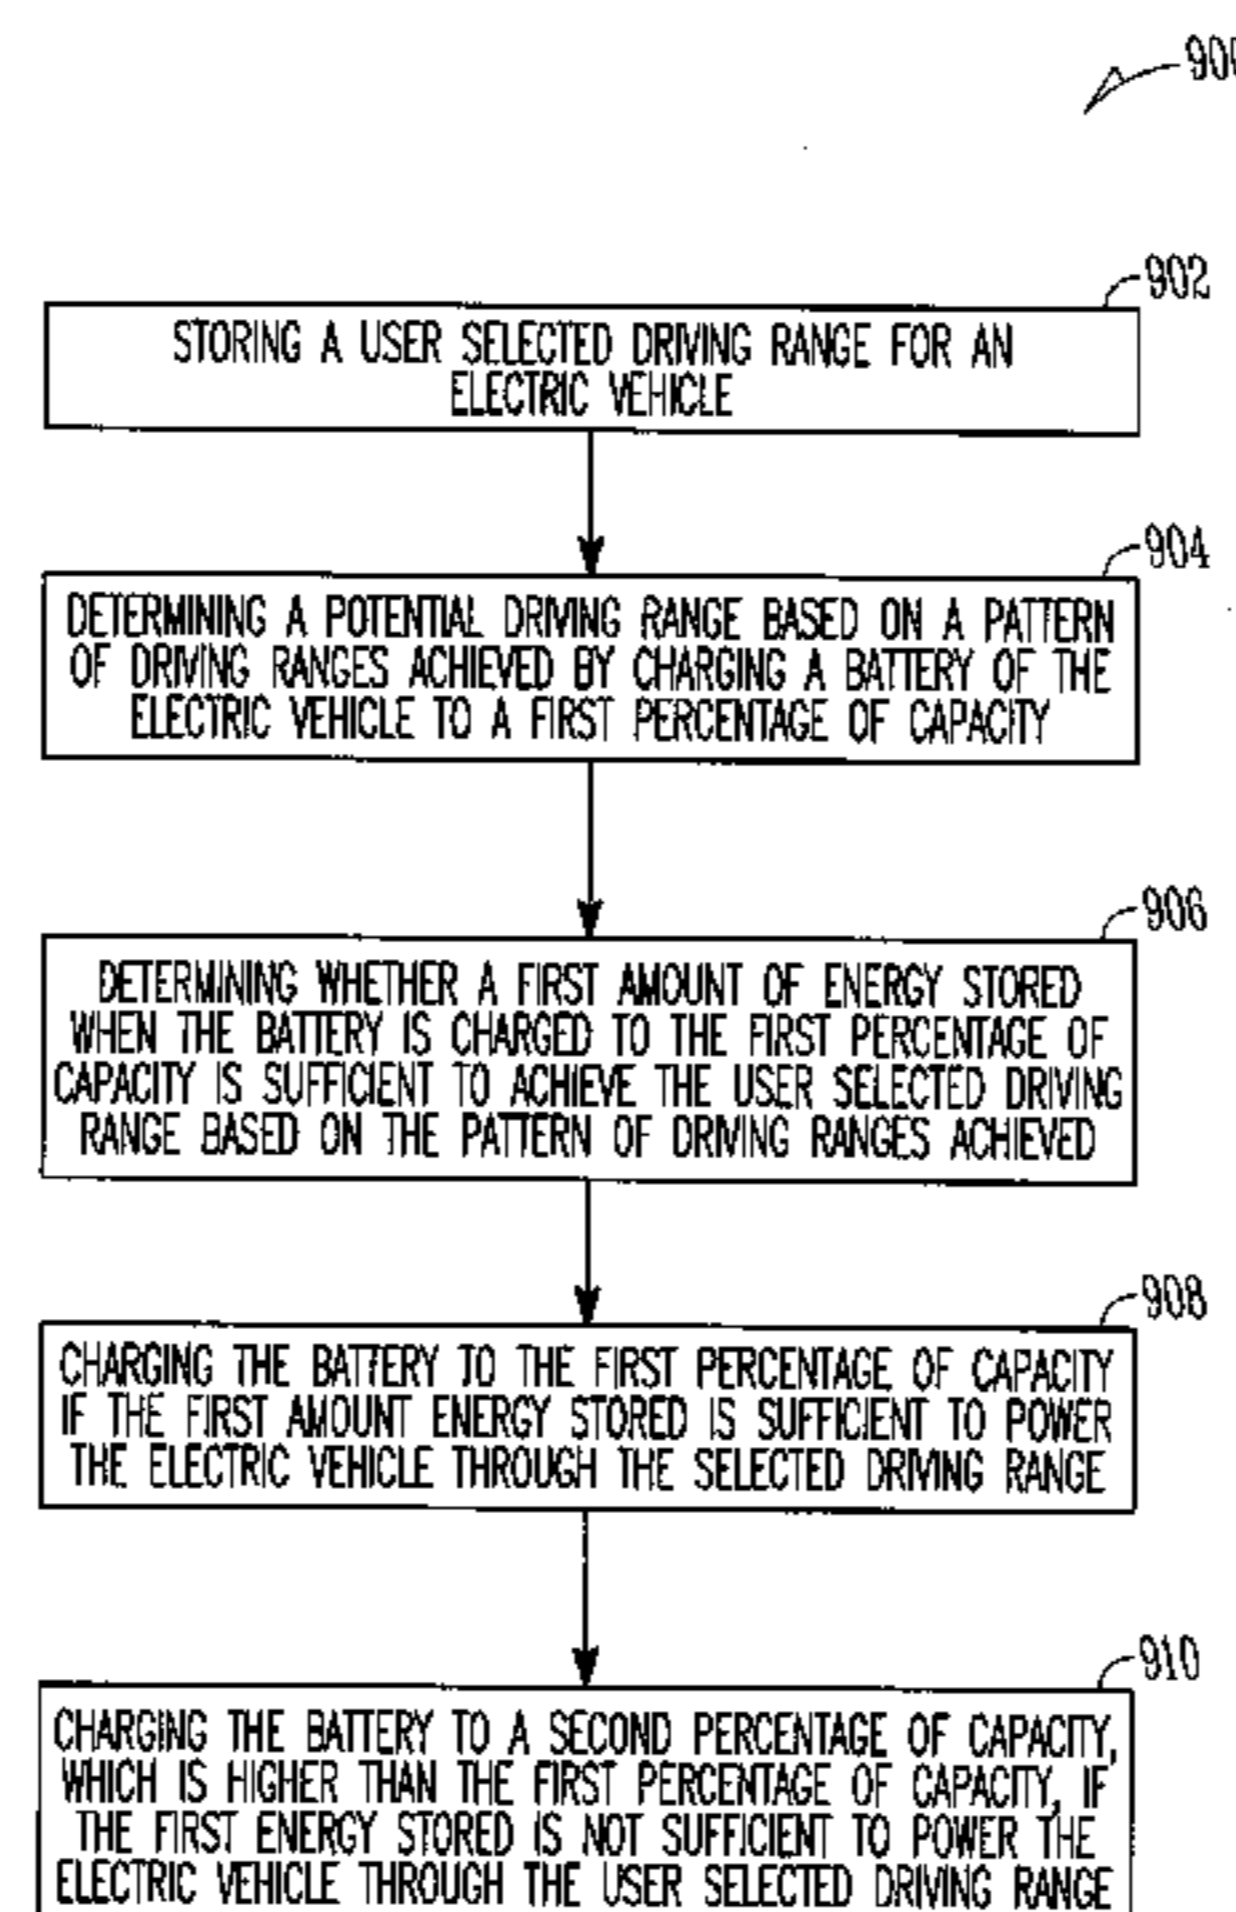 900
902
STORING A USER SELECTED DRIVING RANGE FOR AN
ELECTRIC VEHICLE
904
DETERMINING A POTENTIAL DRIVING RANGE BASED ON A PATTERN
OF DRIVING RANGES ACHIEVED BY CHARGING A BATTERY OF THE
ELECTRIC VEHICLE TO A FIRST PERCENTAGE OF CAPACITY
906
DETERMINING WHETHER A FIRST AMOUNT OF ENERGY STORED
WHEN THE BATTERY IS CHARGED TO THE FIRST PERCENTAGE OF
CAPACITY IS SUFFICIENT TO ACHIEVE THE USER SELECTED DRIVING
RANGE BASED ON THE PATTERN OF DRIVING RANGES ACHIEVED
908
CHARGING THE BATTERY TO THE FIRST PERCENTAGE OF CAPACITY
IF THE FIRST AMOUNT ENERGY STORED IS SUFFICIENT TO POWER
THE ELECTRIC VEHICLE THROUGH THE SELECTED DRIVING RANGE
910
CHARGING THE BATTERY TO A SECOND PERCENTAGE OF CAPACITY,
WHICH IS HIGHER THAN THE FIRST PERCENTAGE OF CAPACITY, IF
THE FIRST ENERGY STORED IS NOT SUFFICIENT TO POWER THE
ELECTRIC VEHICLE THROUGH THE USER SELECTED DRIVING RANGE